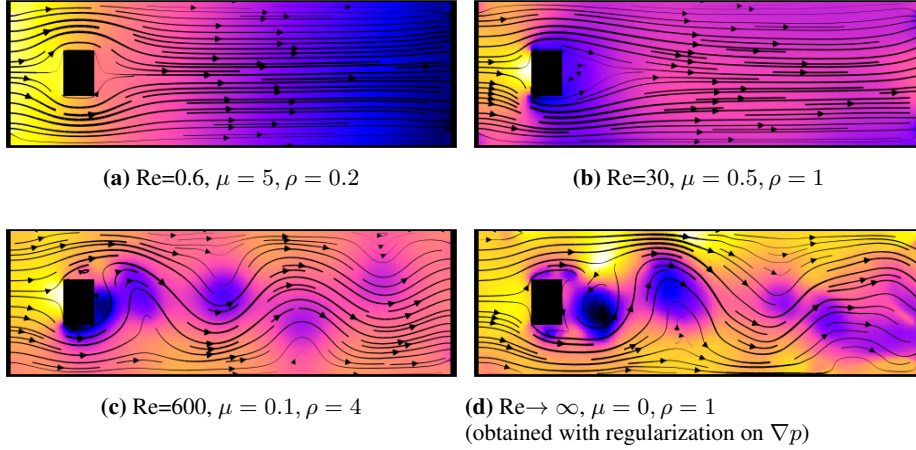 (a) Re=0.6, μ = 5, ρ = 0.2
(b) Re=30, μ = 0.5, ρ = 1
(c) Re=600, μ = 0.1, ρ = 4
(d) Re→ ∞, μ = 0, ρ = 1
(obtained with regularization on ∇p)